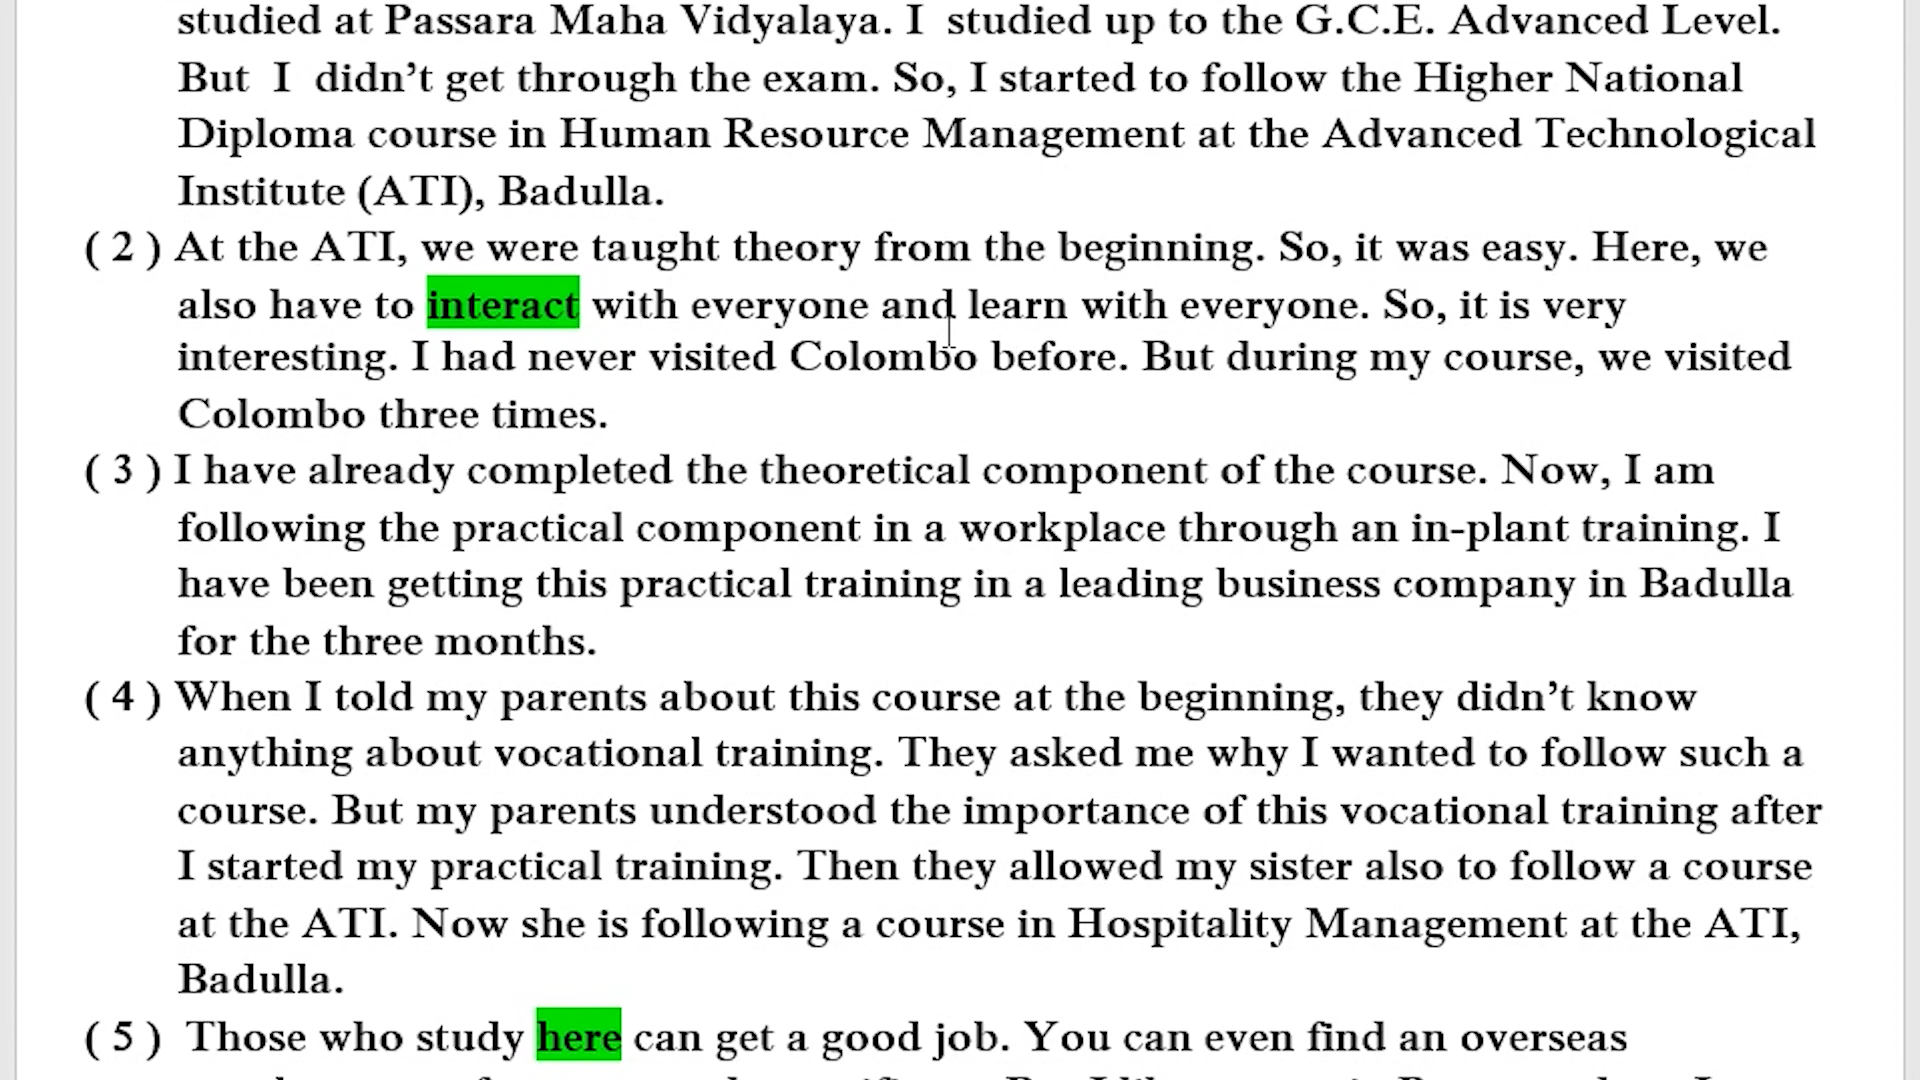 studied at Passara Maha Vidyalaya. I studied up to the G.C.E. Advanced Level.
But I didn’t get through the exam. So, I started to follow the Higher National
Diploma course in Human Resource Management at the Advanced Technological
Institute (ATI), Badulla.
( 2 ) At the ATI, we were taught theory from the beginning. So, it was easy. Here, we
also have to interact with everyone and learn with everyone. So, it is very
interesting. I had never visited Colombo before. But during my course, we visited
Colombo three times.
( 3 ) I have already completed the theoretical component of the course. Now, I am
following the practical component in a workplace through an in-plant training. I
have been getting this practical training in a leading business company in Badulla
for the three months.
( 4 ) When I told my parents about this course at the beginning, they didn’t know
anything about vocational training. They asked me why I wanted to follow such a
course. But my parents understood the importance of this vocational training after
I started my practical training. Then they allowed my sister also to follow a course
at the ATI. Now she is following a course in Hospitality Management at the ATI,
Badulla.
( 5 ) Those who study here can get a good job. You can even find an overseas